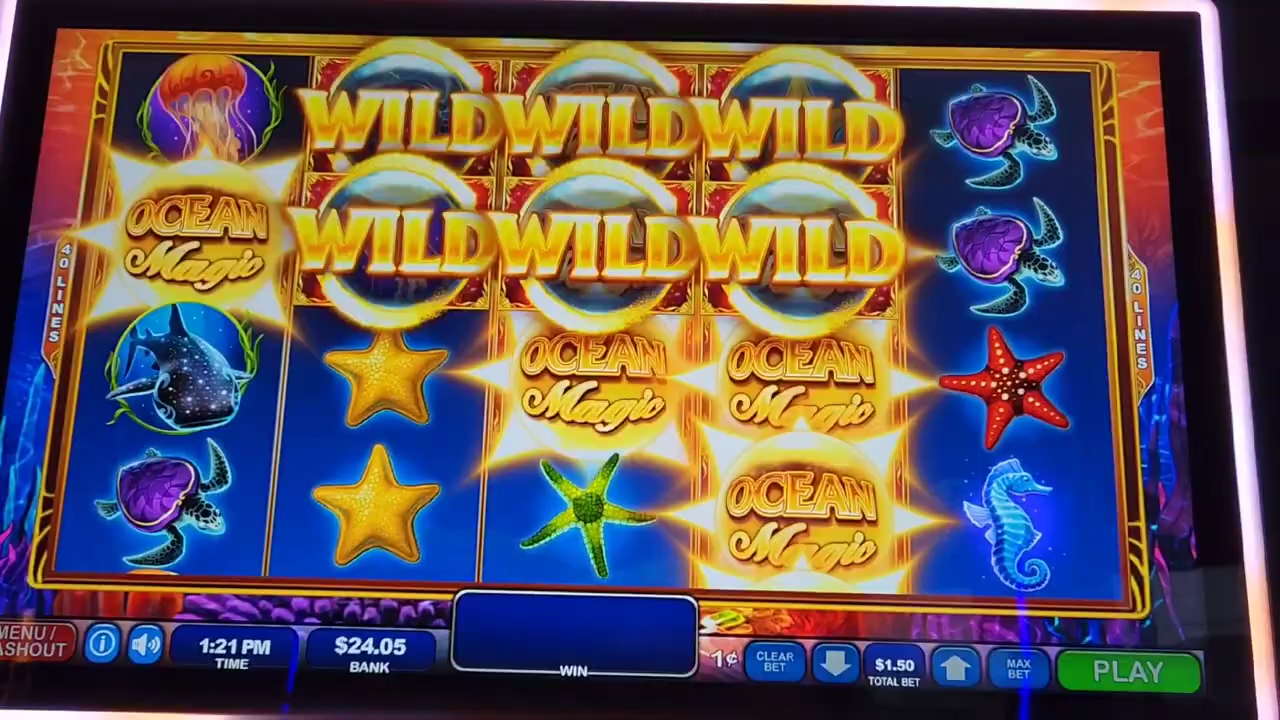 WILD WILD WILD
OCEAN
Magic
WILD WILD WILD
OCEAN
Magic
OCEAN
Magic
OCEAN
Magic
40 LINES
40 LINES
MENU /
ASHOUT
i
1:21 PM
TIME
$24.05
BANK
WIN
1¢
CLEAR
BET
$1.50
TOTAL BET
MAX
BET
PLAY